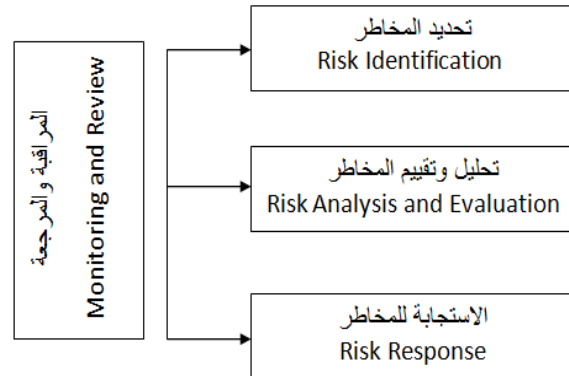 تحديد المخاطر
Risk Identification
المراقبة والمرجعة
Monitoring and Review
تحليل وتقييم المخاطر
Risk Analysis and Evaluation
الاستجابة للمخاطر
Risk Response